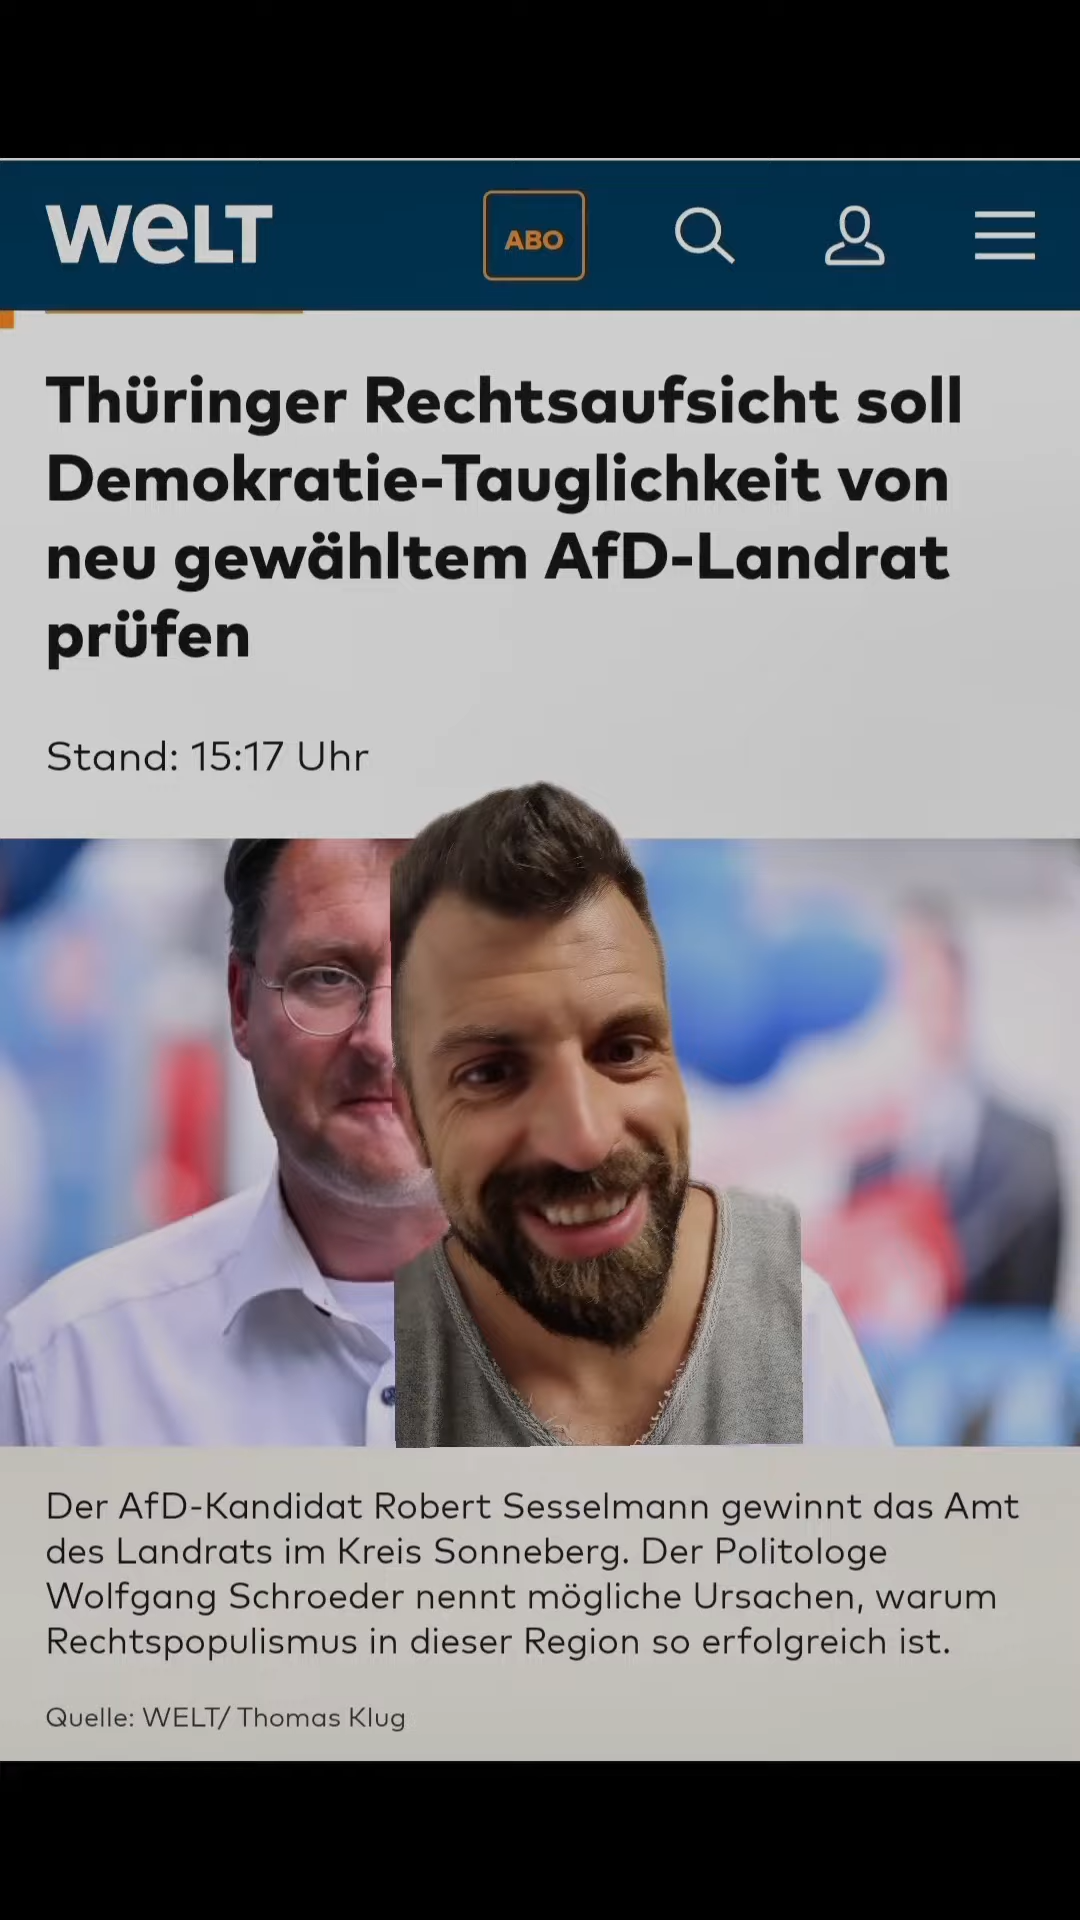 WELT
ABO
Thüringer Rechtsaufsicht soll
Demokratie-Tauglichkeit von
neu gewähltem AfD-Landrat
prüfen
Stand: 15:17 Uhr
Der AfD-Kandidat Robert Sesselmann gewinnt das Amt
des Landrats im Kreis Sonneberg. Der Politologe
Wolfgang Schroeder nennt mögliche Ursachen, warum
Rechtspopulismus in dieser Region so erfolgreich ist.
Quelle: WELT/ Thomas Klug